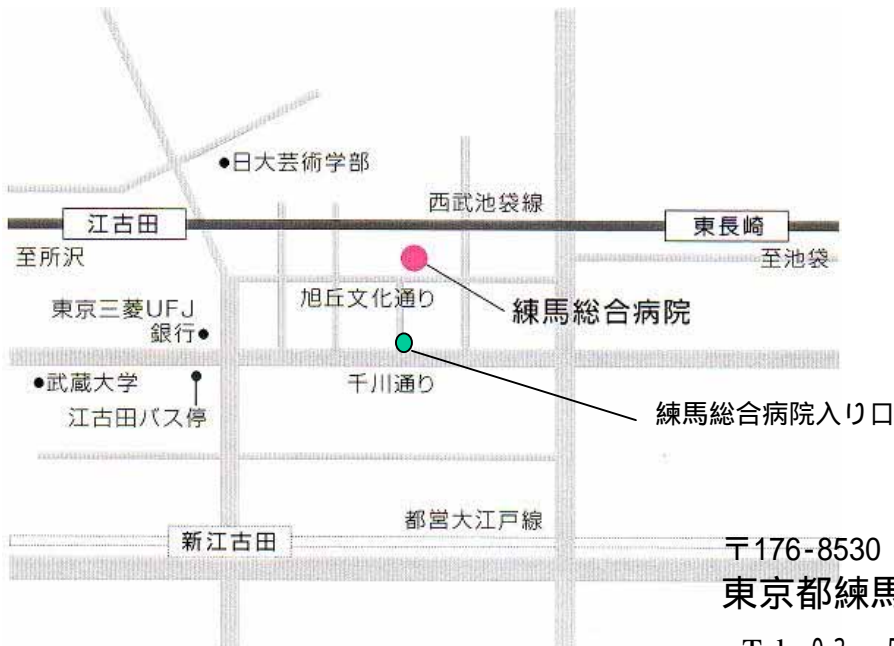 ●日大芸術学部
西武池袋線
江古田
東長崎
至所沢
至池袋
旭丘文化通り
練馬総合病院
東京三菱UFJ
銀行●
●武蔵大学
千川通り
江古田バス停
練馬総合病院入り口
都営大江戸線
新江古田
〒176-8530
東京都練馬
Tel 03